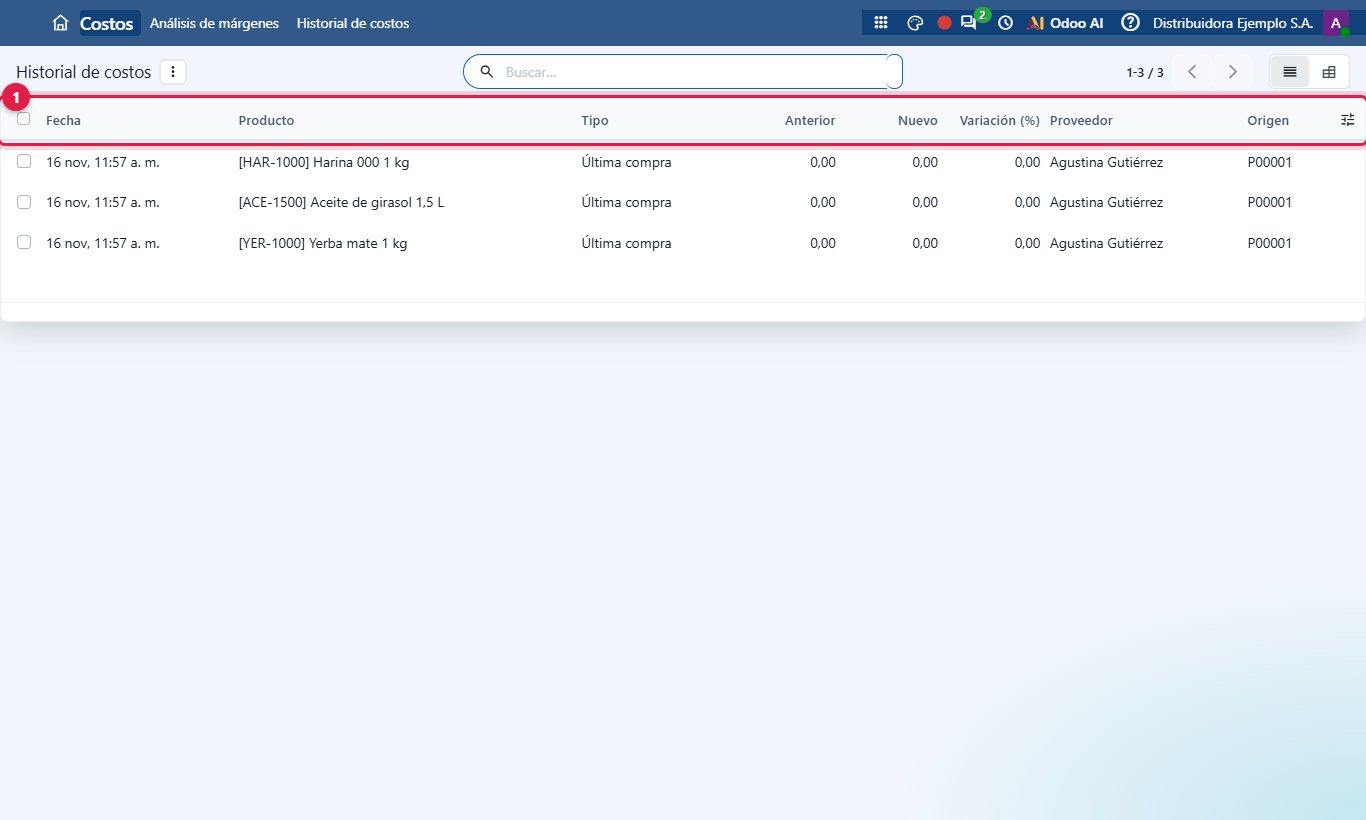 Costos Análisis de márgenes Historial de costos 2 Odoo AI Distribuidora Ejemplo S.A. A
Historial de costos Buscar... 1-3 / 3
1
Fecha Producto Tipo Anterior Nuevo Variación (%) Proveedor Origen
16 nov, 11:57 a. m. [HAR-1000] Harina 000 1 kg Última compra 0,00 0,00 0,00 Agustina Gutiérrez P00001
16 nov, 11:57 a. m. [ACE-1500] Aceite de girasol 1,5 L Última compra 0,00 0,00 0,00 Agustina Gutiérrez P00001
16 nov, 11:57 a. m. [YER-1000] Yerba mate 1 kg Última compra 0,00 0,00 0,00 Agustina Gutiérrez P00001